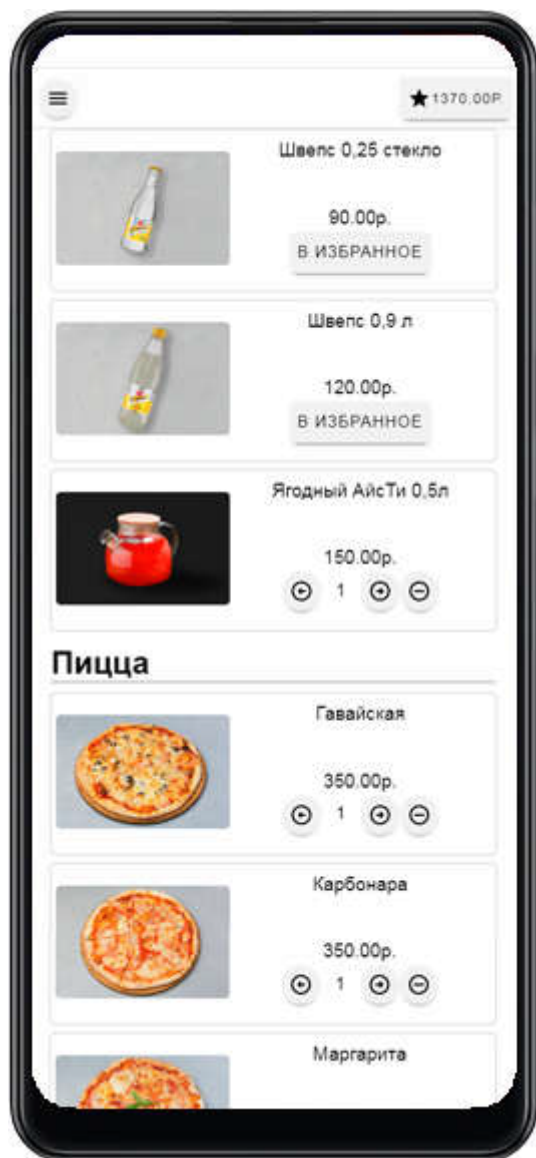 ★1370.00Р.
Швепс 0,25 стекло
90.00р.
В ИЗБРАННОЕ
Швепс 0,9 л
120.00р.
В ИЗБРАННОЕ
Ягодный АйсТи 0,5л
150.00р.
1
Пицца
Гавайская
350.00р.
1
Карбонара
350.00р.
1
Маргарита